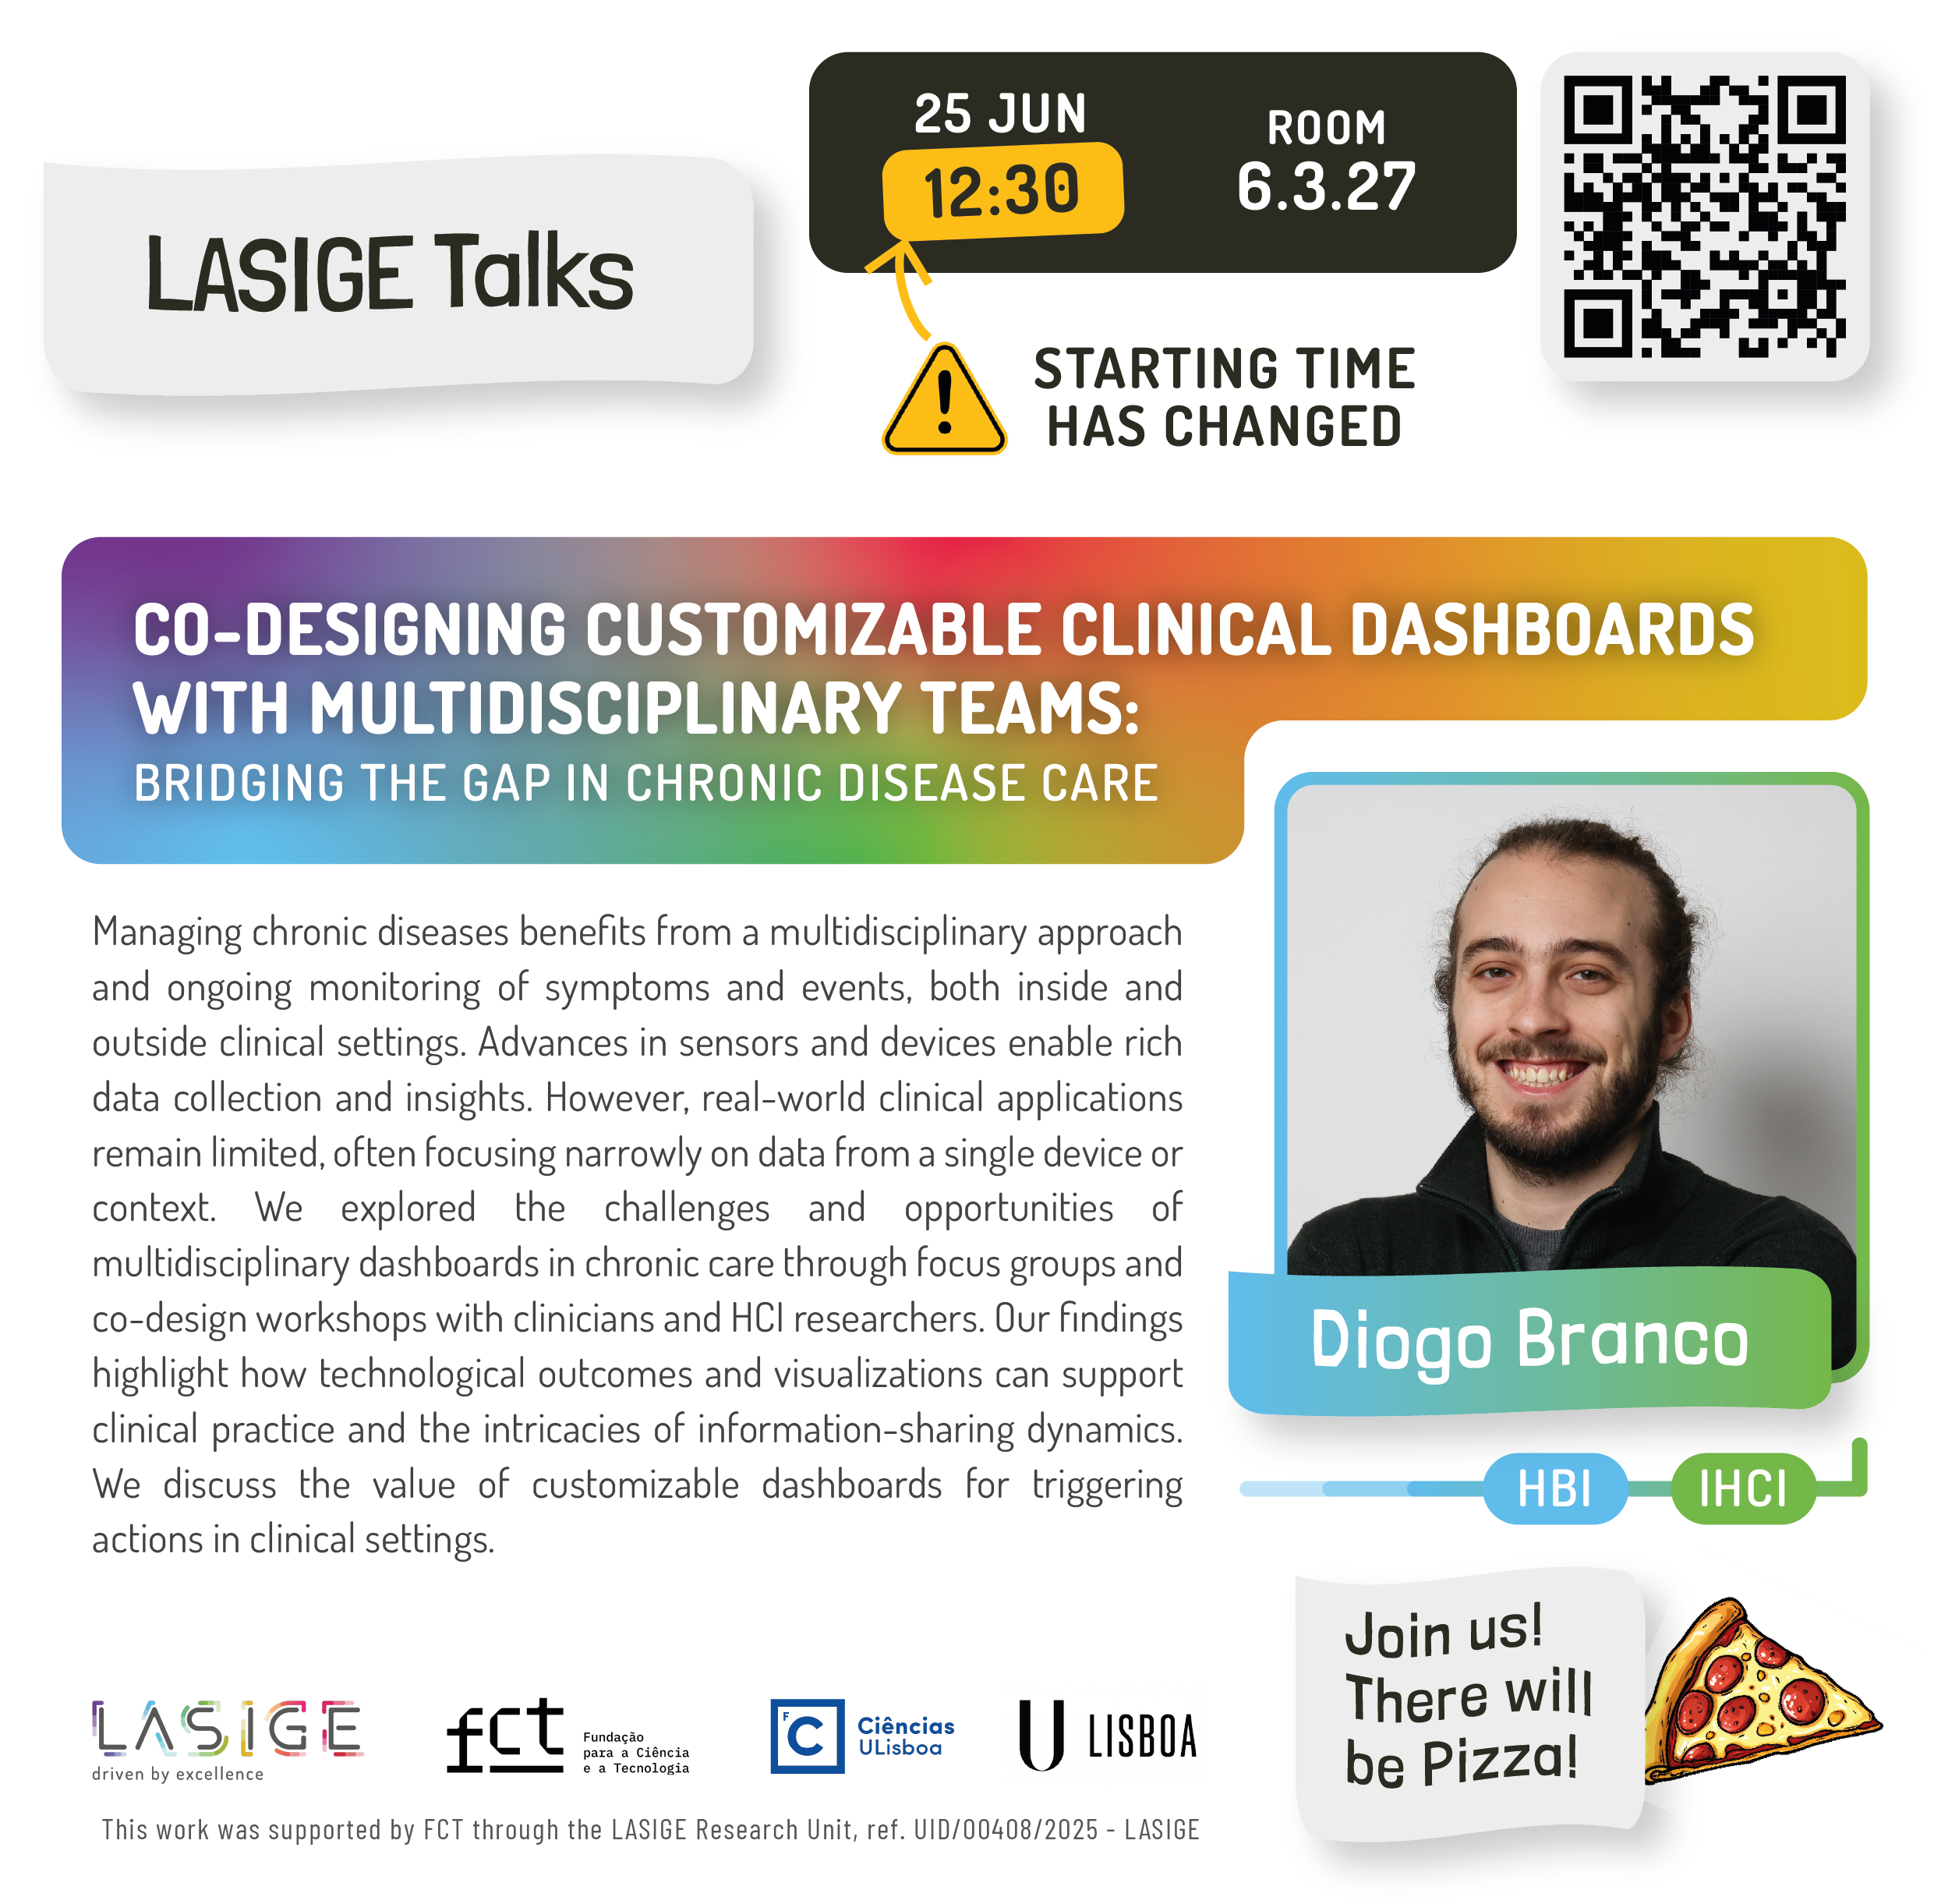 LASIGE Talks
25 JUN
12:30
ROOM
6.3.27
STARTING TIME
HAS CHANGED
CO-DESIGNING CUSTOMIZABLE CLINICAL DASHBOARDS
WITH MULTIDISCIPLINARY TEAMS:
BRIDGING THE GAP IN CHRONIC DISEASE CARE
Managing chronic diseases benefits from a multidisciplinary approach
and ongoing monitoring of symptoms and events, both inside and
outside clinical settings. Advances in sensors and devices enable rich
data collection and insights. However, real-world clinical applications
remain limited, often focusing narrowly on data from a single device or
context. We explored the challenges and opportunities of
multidisciplinary dashboards in chronic care through focus groups and
co-design workshops with clinicians and HCI researchers. Our findings
highlight how technological outcomes and visualizations can support
clinical practice and the intricacies of information-sharing dynamics.
We discuss the value of customizable dashboards for triggering
actions in clinical settings.
Diogo Branco
HBI
IHCI
Join us!
There will
be Pizza!
LASIGE
driven by excellence
fct
Fundação
para a Ciência
e a Tecnologia
F
C
Ciências
ULisboa
U LISBOA
This work was supported by FCT through the LASIGE Research Unit, ref. UID/00408/2025 - LASIGE